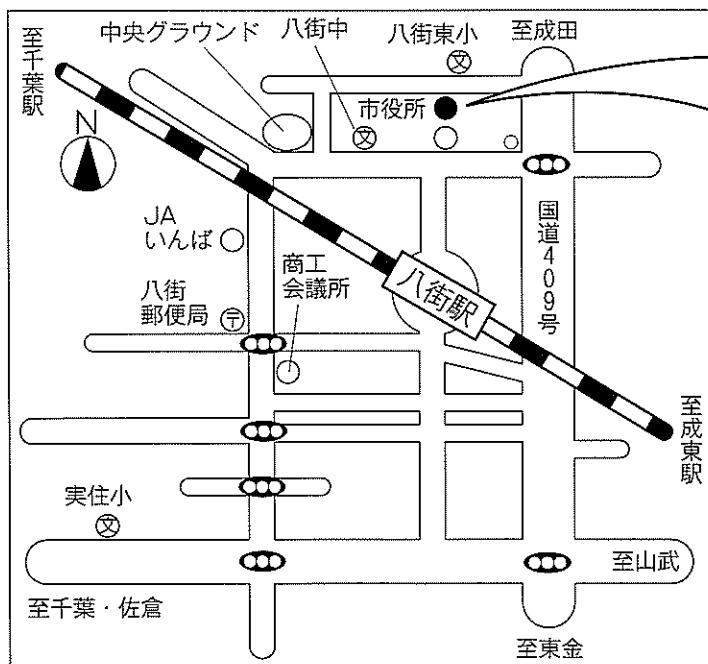 至千葉駅
中央グラウンド
八街中
八街東小
文
至成田
市役所
文
N
JA
いんば
八街
郵便局
〒
商工
会議所
八街駅
国道409号
至成東駅
実住小
文
至千葉・佐倉
至山武
至東金